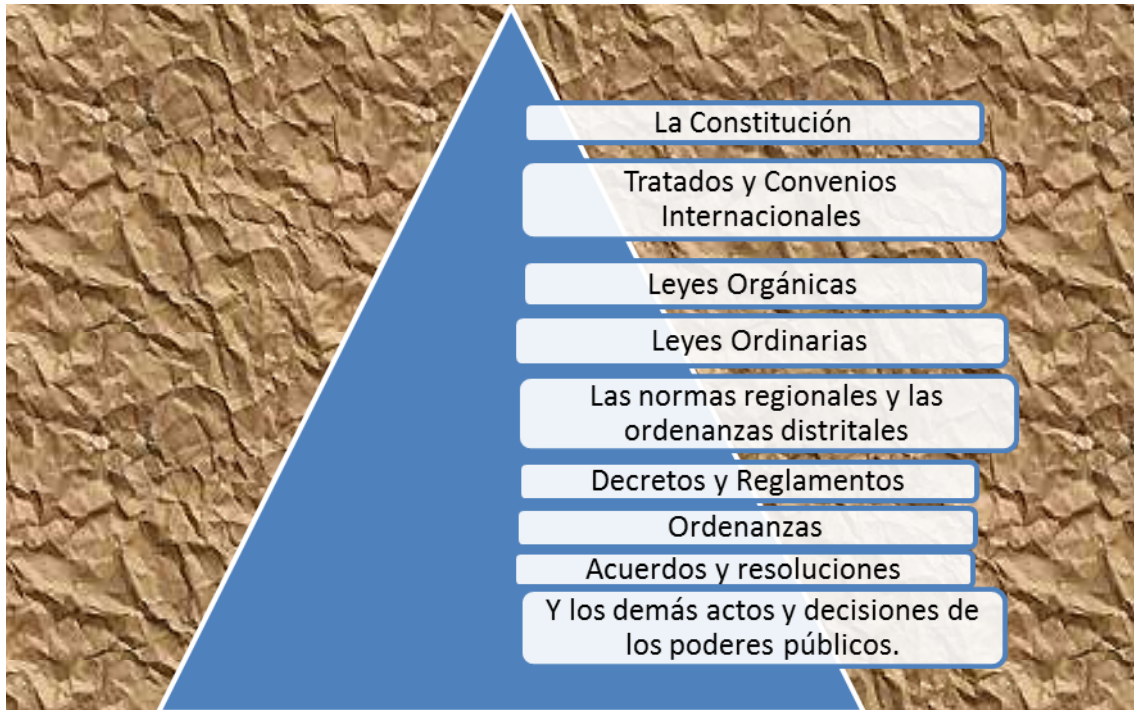 La Constitución
Tratados y Convenios
Internacionales
Leyes Orgánicas
Leyes Ordinarias
Las normas regionales y las
ordenanzas distritales
Decretos y Reglamentos
Ordenanzas
Acuerdos y resoluciones
Y los demás actos y decisiones de
los poderes públicos.